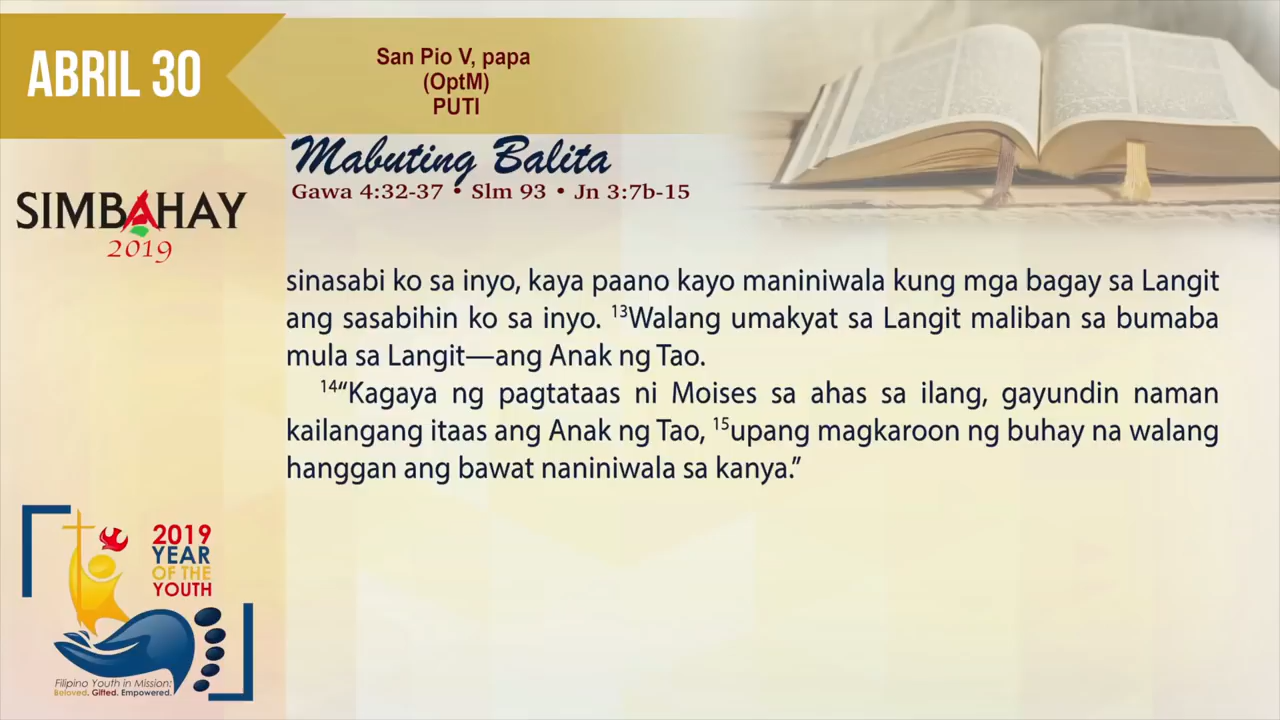 ABRIL 30
San Pio V, papa
(OptM)
PUTI
Mabuting Balita
Gawa 4:32-37 • Slm 93 • Jn 3:7b-15
SIMBAHAY
2019
sinasabi ko sa inyo, kaya paano kayo maniniwala kung mga bagay sa Langit
ang sasabihin ko sa inyo. ¹³Walang umakyat sa Langit maliban sa bumaba
mula sa Langit—ang Anak ng Tao.
¹⁴“Kagaya ng pagtataas ni Moises sa ahas sa ilang, gayundin naman
kailangang itaas ang Anak ng Tao, ¹⁵upang magkaroon ng buhay na walang
hanggan ang bawat naniniwala sa kanya.”
2019
YEAR
OF THE
YOUTH
Filipino Youth in Mission:
Beloved. Gifted. Empowered.